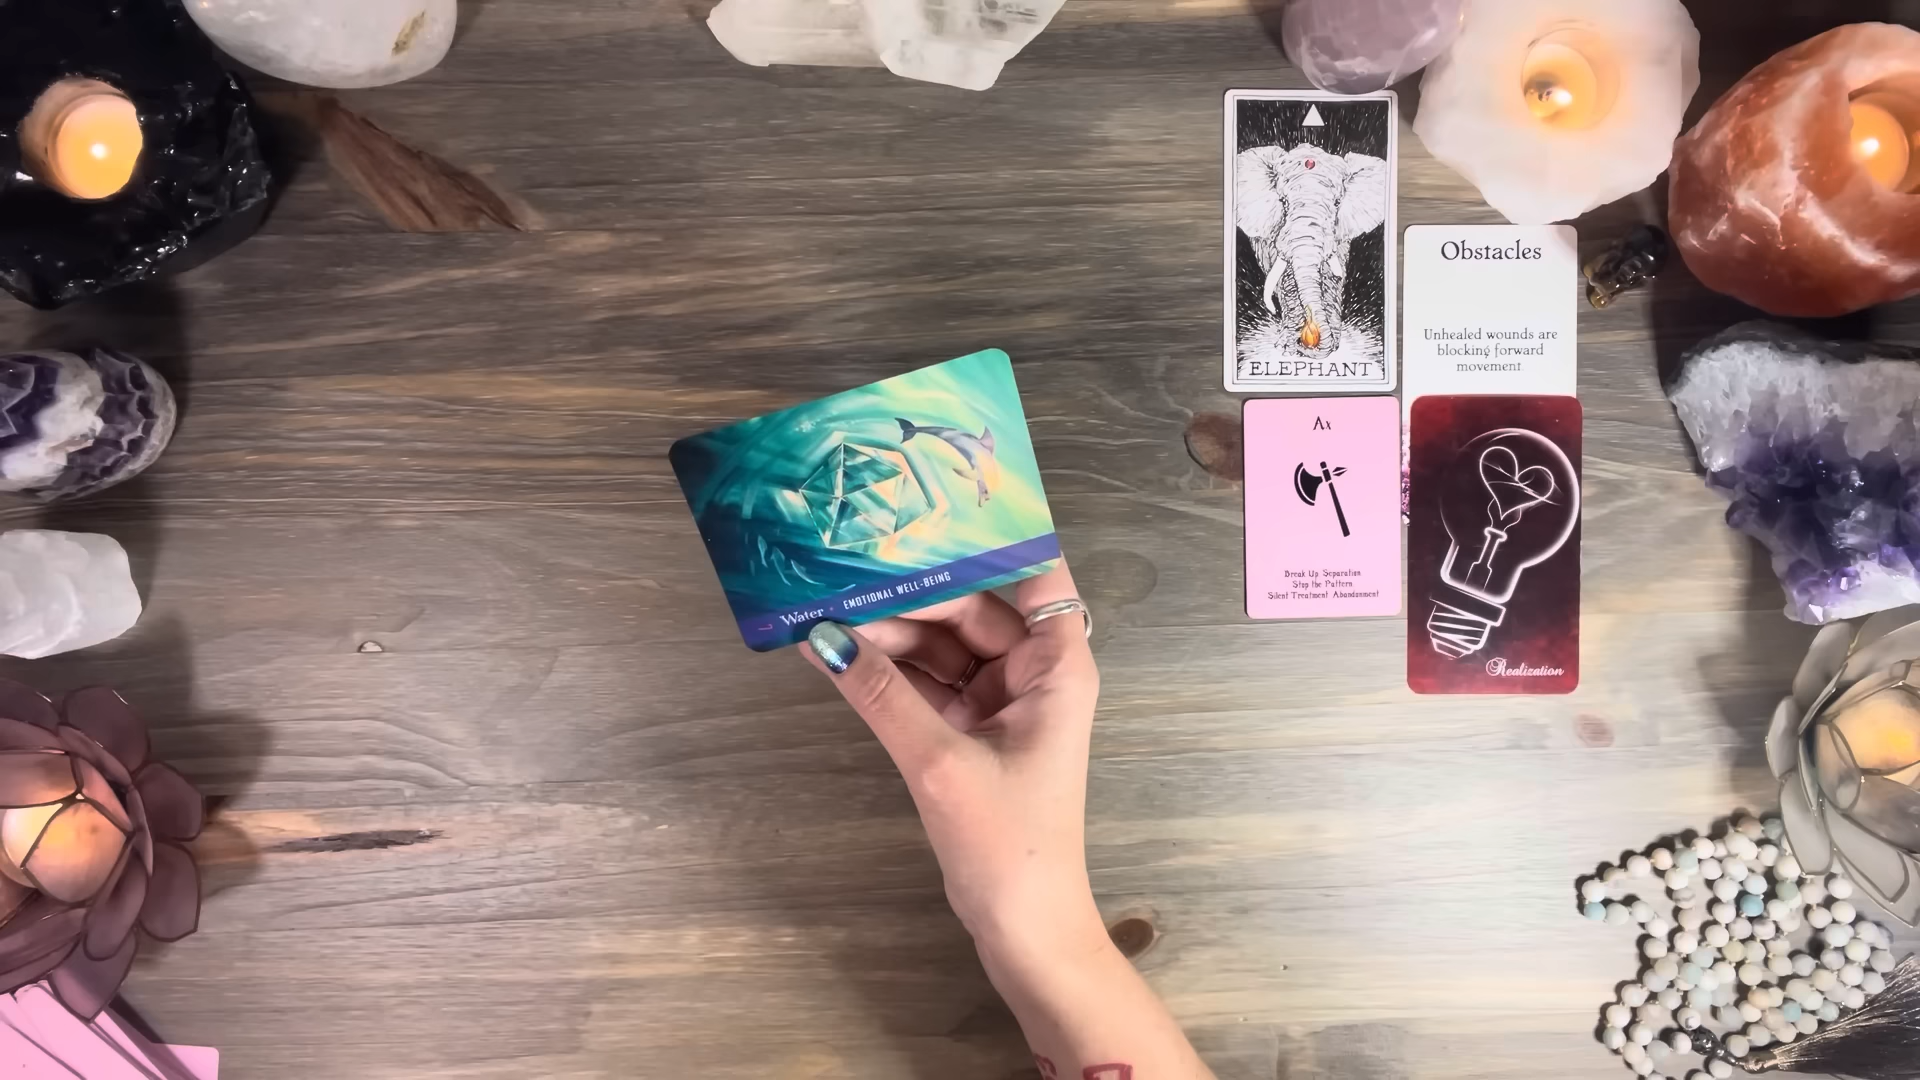 ELEPHANT
Obstacles
Unhealed wounds are
blocking forward
movement.
Ax
Break Up Separation
Stop the Pattern
Silent Treatment Abandonment
Realization
7 Water • EMOTIONAL WELL-BEING